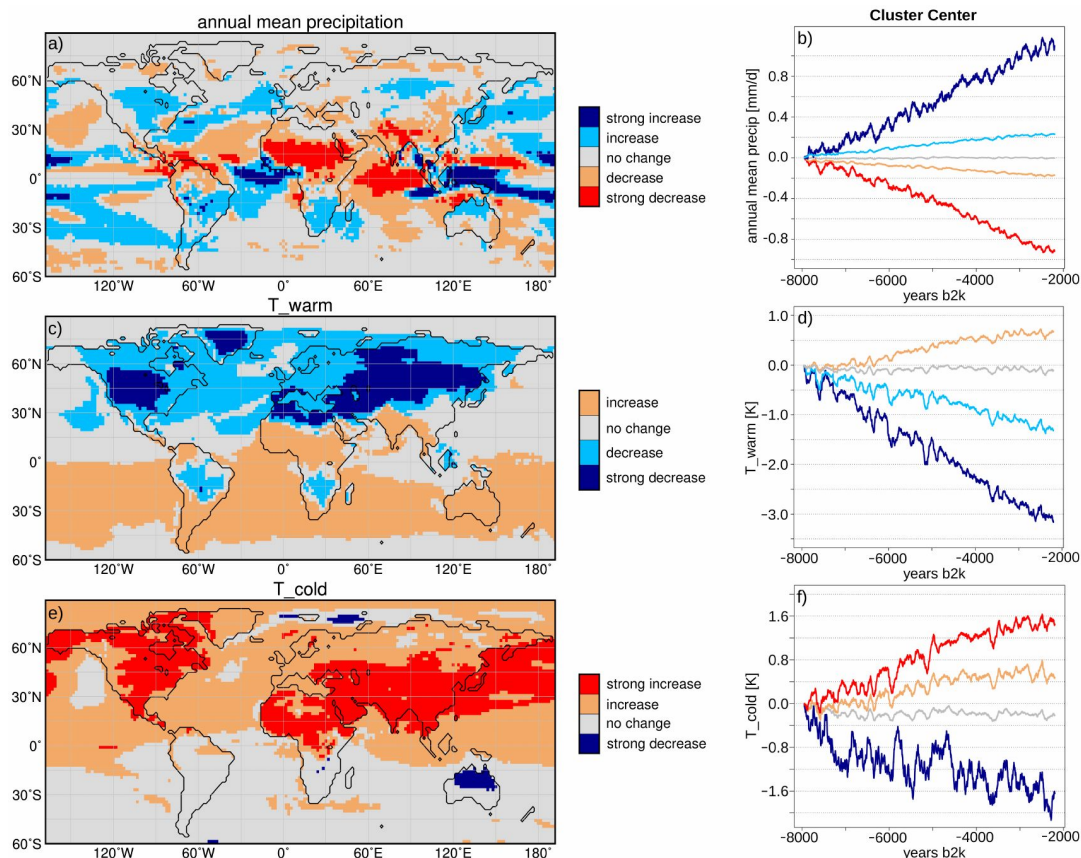 annual mean precipitation
a)
60˚N
30˚N
0˚
30˚S
60˚S
120˚W 60˚W 0˚ 60˚E 120˚E 180˚
strong increase
increase
no change
decrease
strong decrease
Cluster Center
b)
annual mean precip [mm/d]
0.8
0.4
0.0
−0.4
−0.8
−8000 −6000 −4000 −2000
years b2k
T_warm
c)
60˚N
30˚N
0˚
30˚S
60˚S
120˚W 60˚W 0˚ 60˚E 120˚E 180˚
increase
no change
decrease
strong decrease
d)
T_warm [K]
1.0
0.0
−1.0
−2.0
−3.0
−8000 −6000 −4000 −2000
years b2k
T_cold
e)
60˚N
30˚N
0˚
30˚S
60˚S
120˚W 60˚W 0˚ 60˚E 120˚E 180˚
strong increase
increase
no change
strong decrease
f)
T_cold [K]
1.6
0.8
0.0
−0.8
−1.6
−8000 −6000 −4000 −2000
years b2k